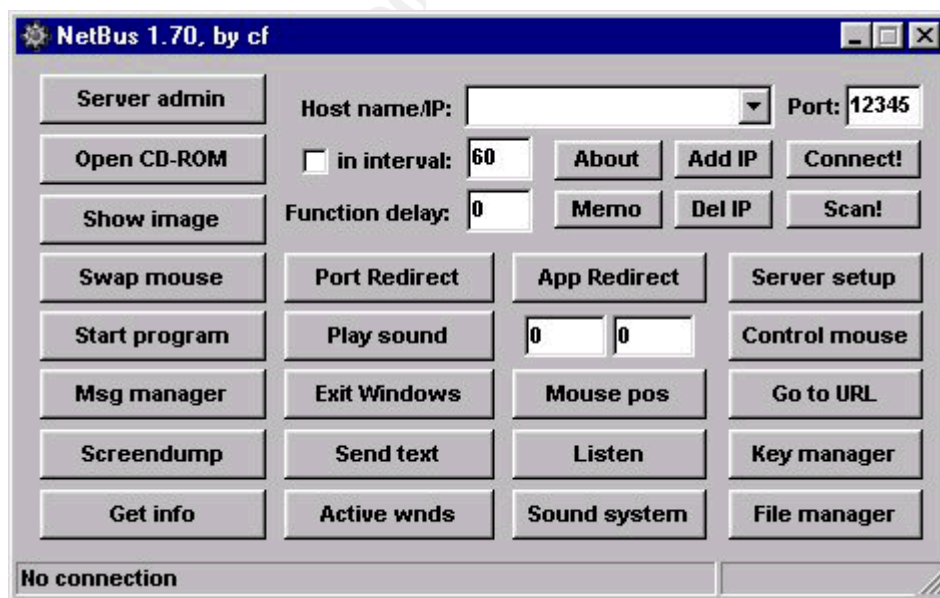 NetBus 1.70, by cf
Server admin
Host name/IP:
Port: 12345
Open CD-ROM
in interval: 60
About
Add IP
Connect!
Show image
Function delay: 0
Memo
Del IP
Scan!
Swap mouse
Port Redirect
App Redirect
Server setup
Start program
Play sound
0
0
Control mouse
Msg manager
Exit Windows
Mouse pos
Go to URL
Screendump
Send text
Listen
Key manager
Get info
Active wnds
Sound system
File manager
No connection